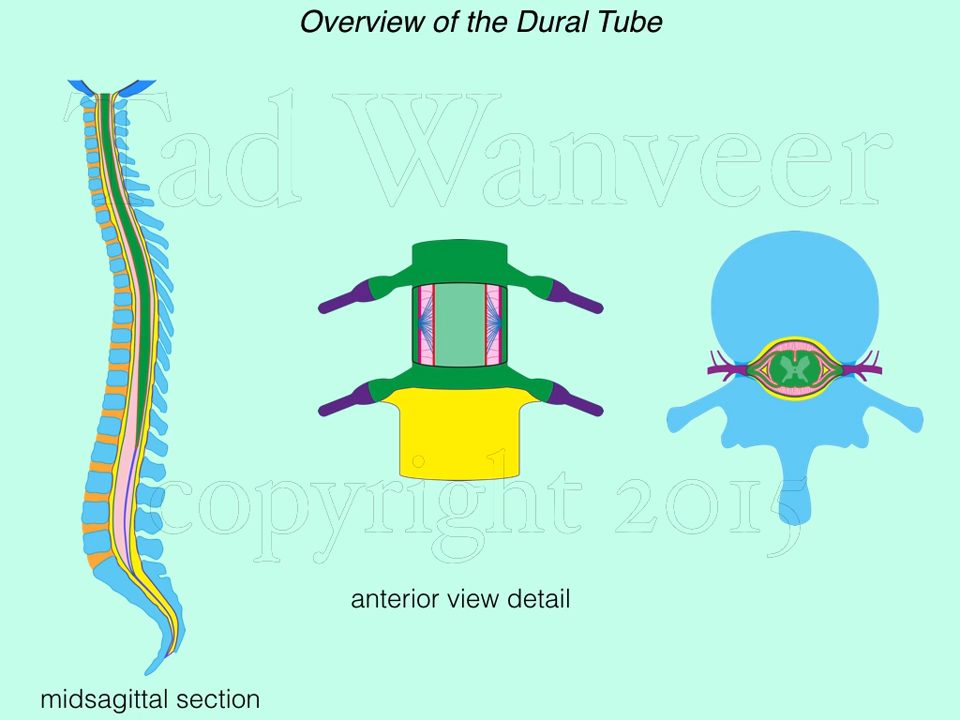 Overview of the Dural Tube
Tad Wanveer
copyright 2015
anterior view detail
midsagittal section